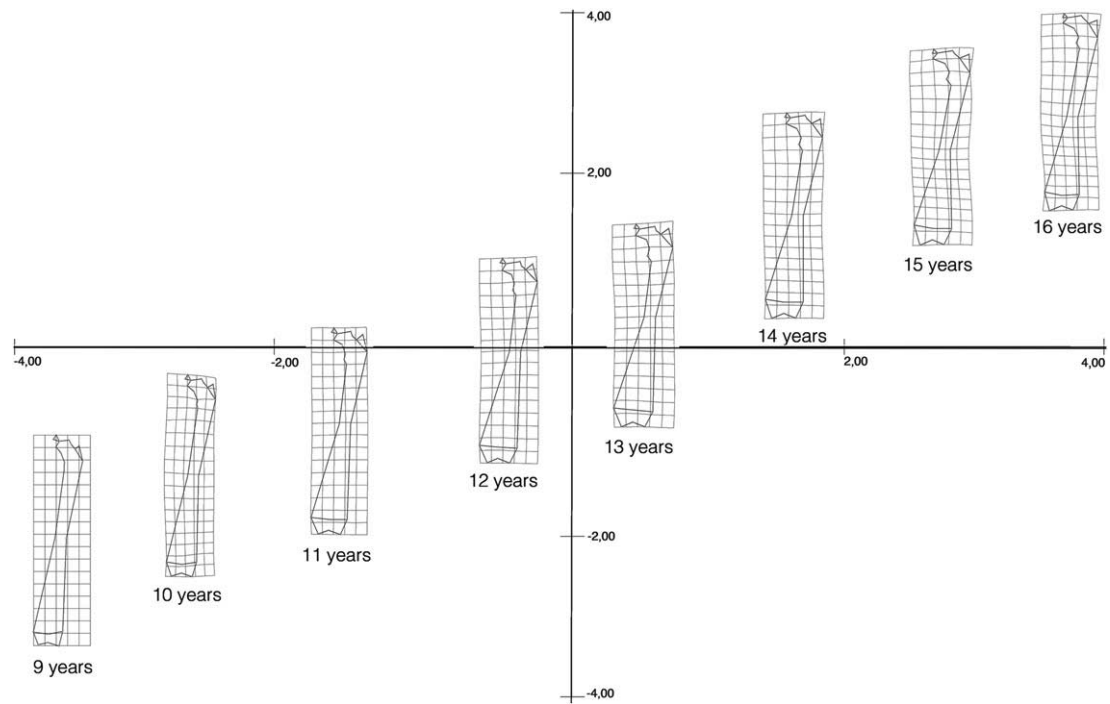 4,00
2,00
16 years
15 years
14 years
-4,00
-2,00
2,00
4,00
13 years
12 years
-2,00
11 years
10 years
9 years
-4,00